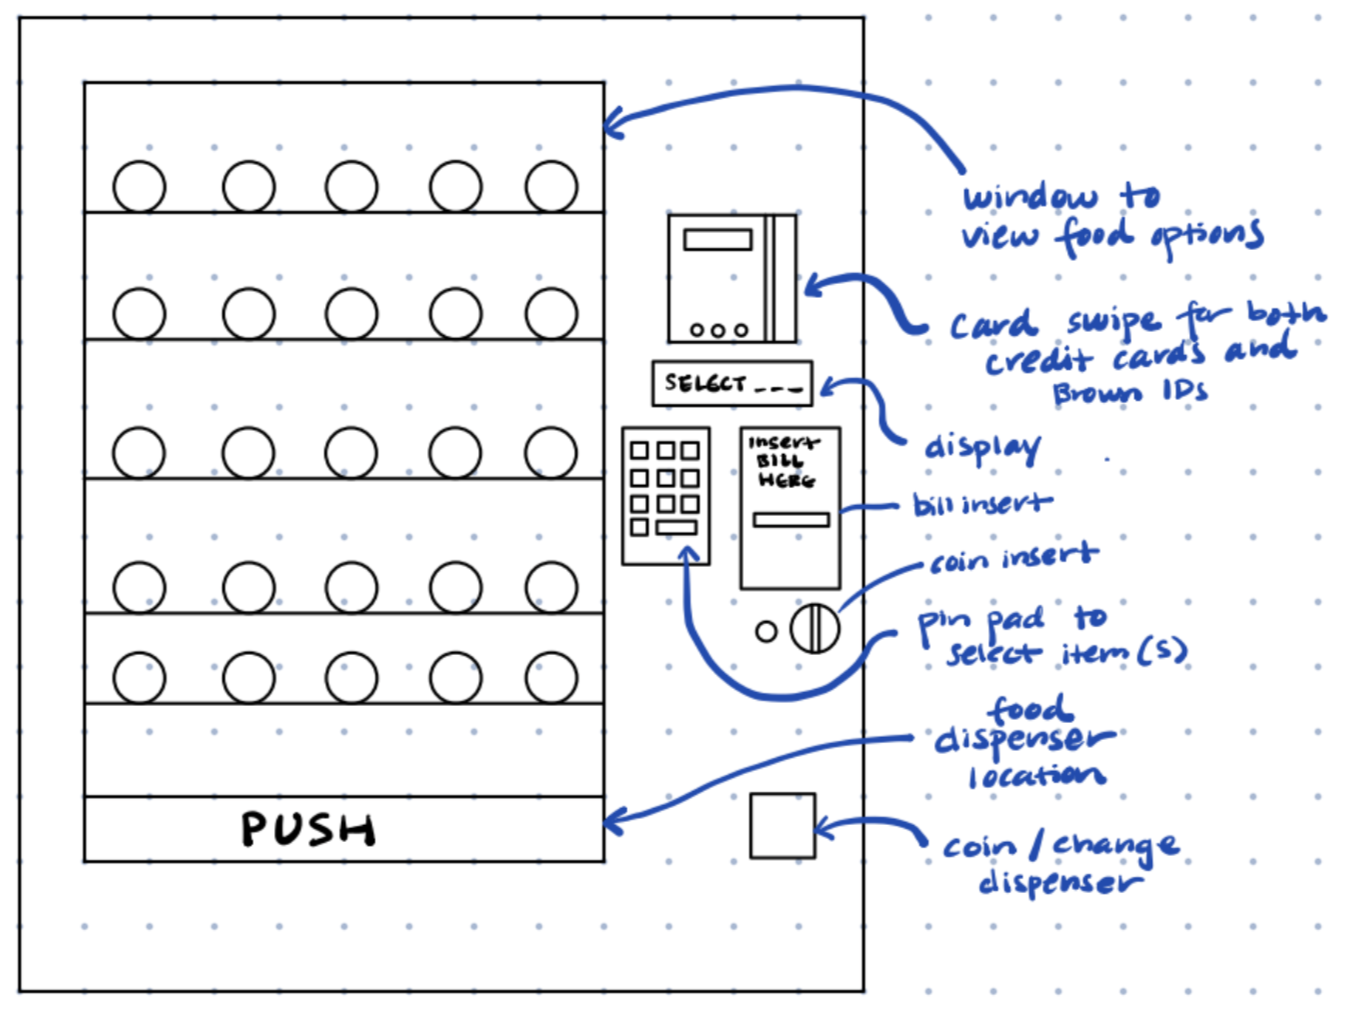 window to
view food options
card swipe for both
credit cards and
Brown IDs
SELECT _ _ _
display
insert
BILL
HERE
bill insert
coin insert
pin pad to
select item(s)
food
dispenser
location
PUSH
coin / change
dispenser